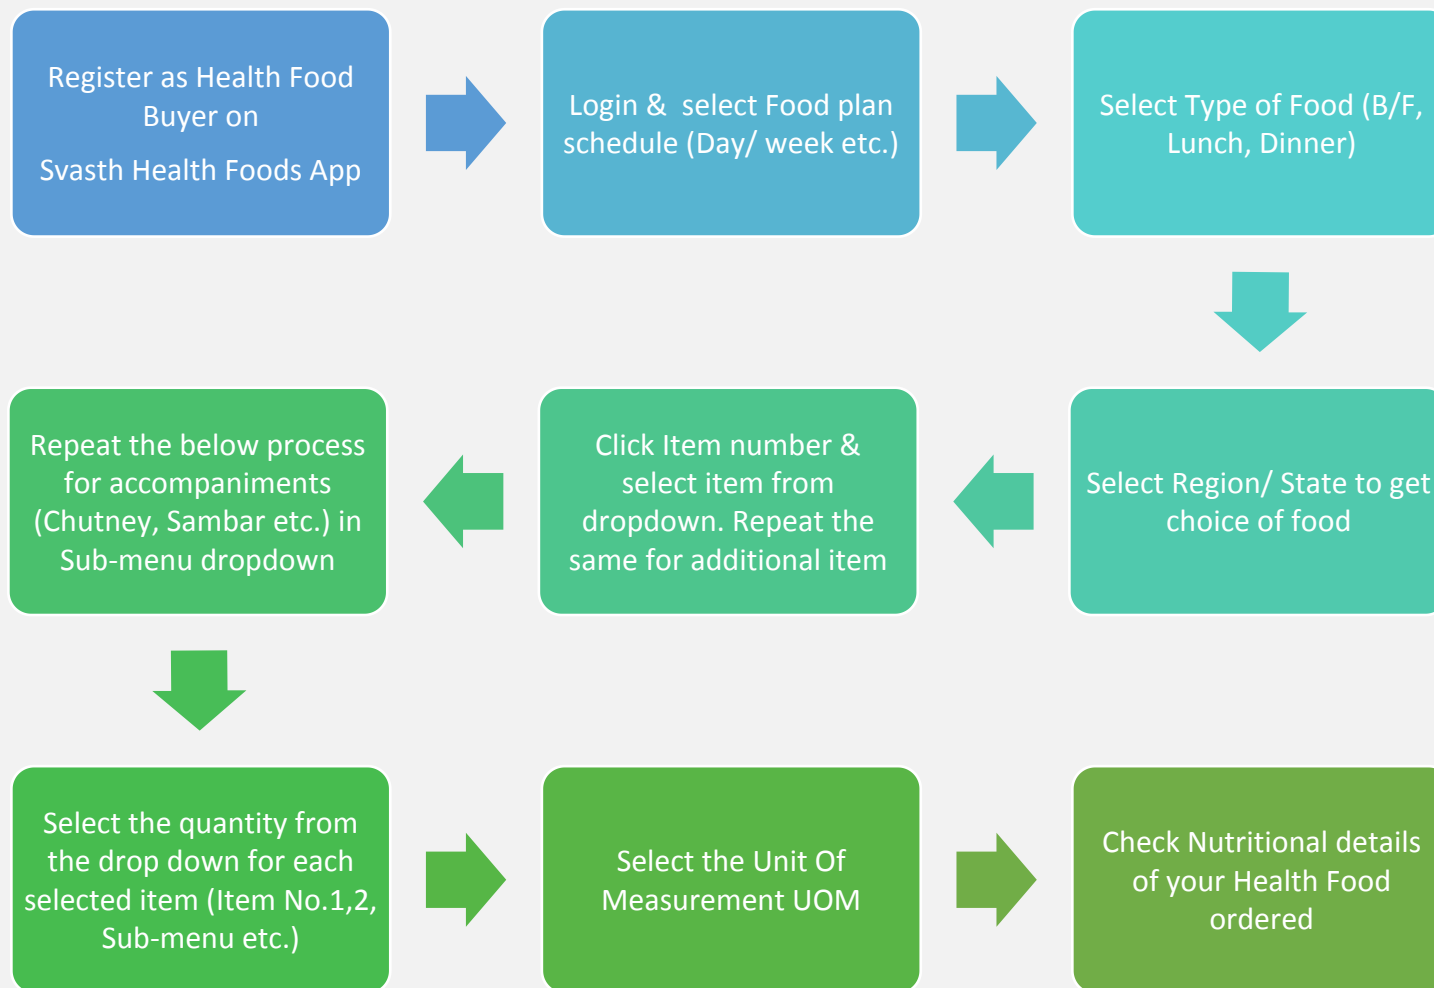 Register as Health Food
Buyer on
Svasth Health Foods App
Login & select Food plan
schedule (Day/ week etc.)
Select Type of Food (B/F,
Lunch, Dinner)
Select Region/ State to get
choice of food
Click Item number &
select item from
dropdown. Repeat the
same for additional item
Repeat the below process
for accompaniments
(Chutney, Sambar etc.) in
Sub-menu dropdown
Select the quantity from
the drop down for each
selected item (Item No.1,2,
Sub-menu etc.)
Select the Unit Of
Measurement UOM
Check Nutritional details
of your Health Food
ordered